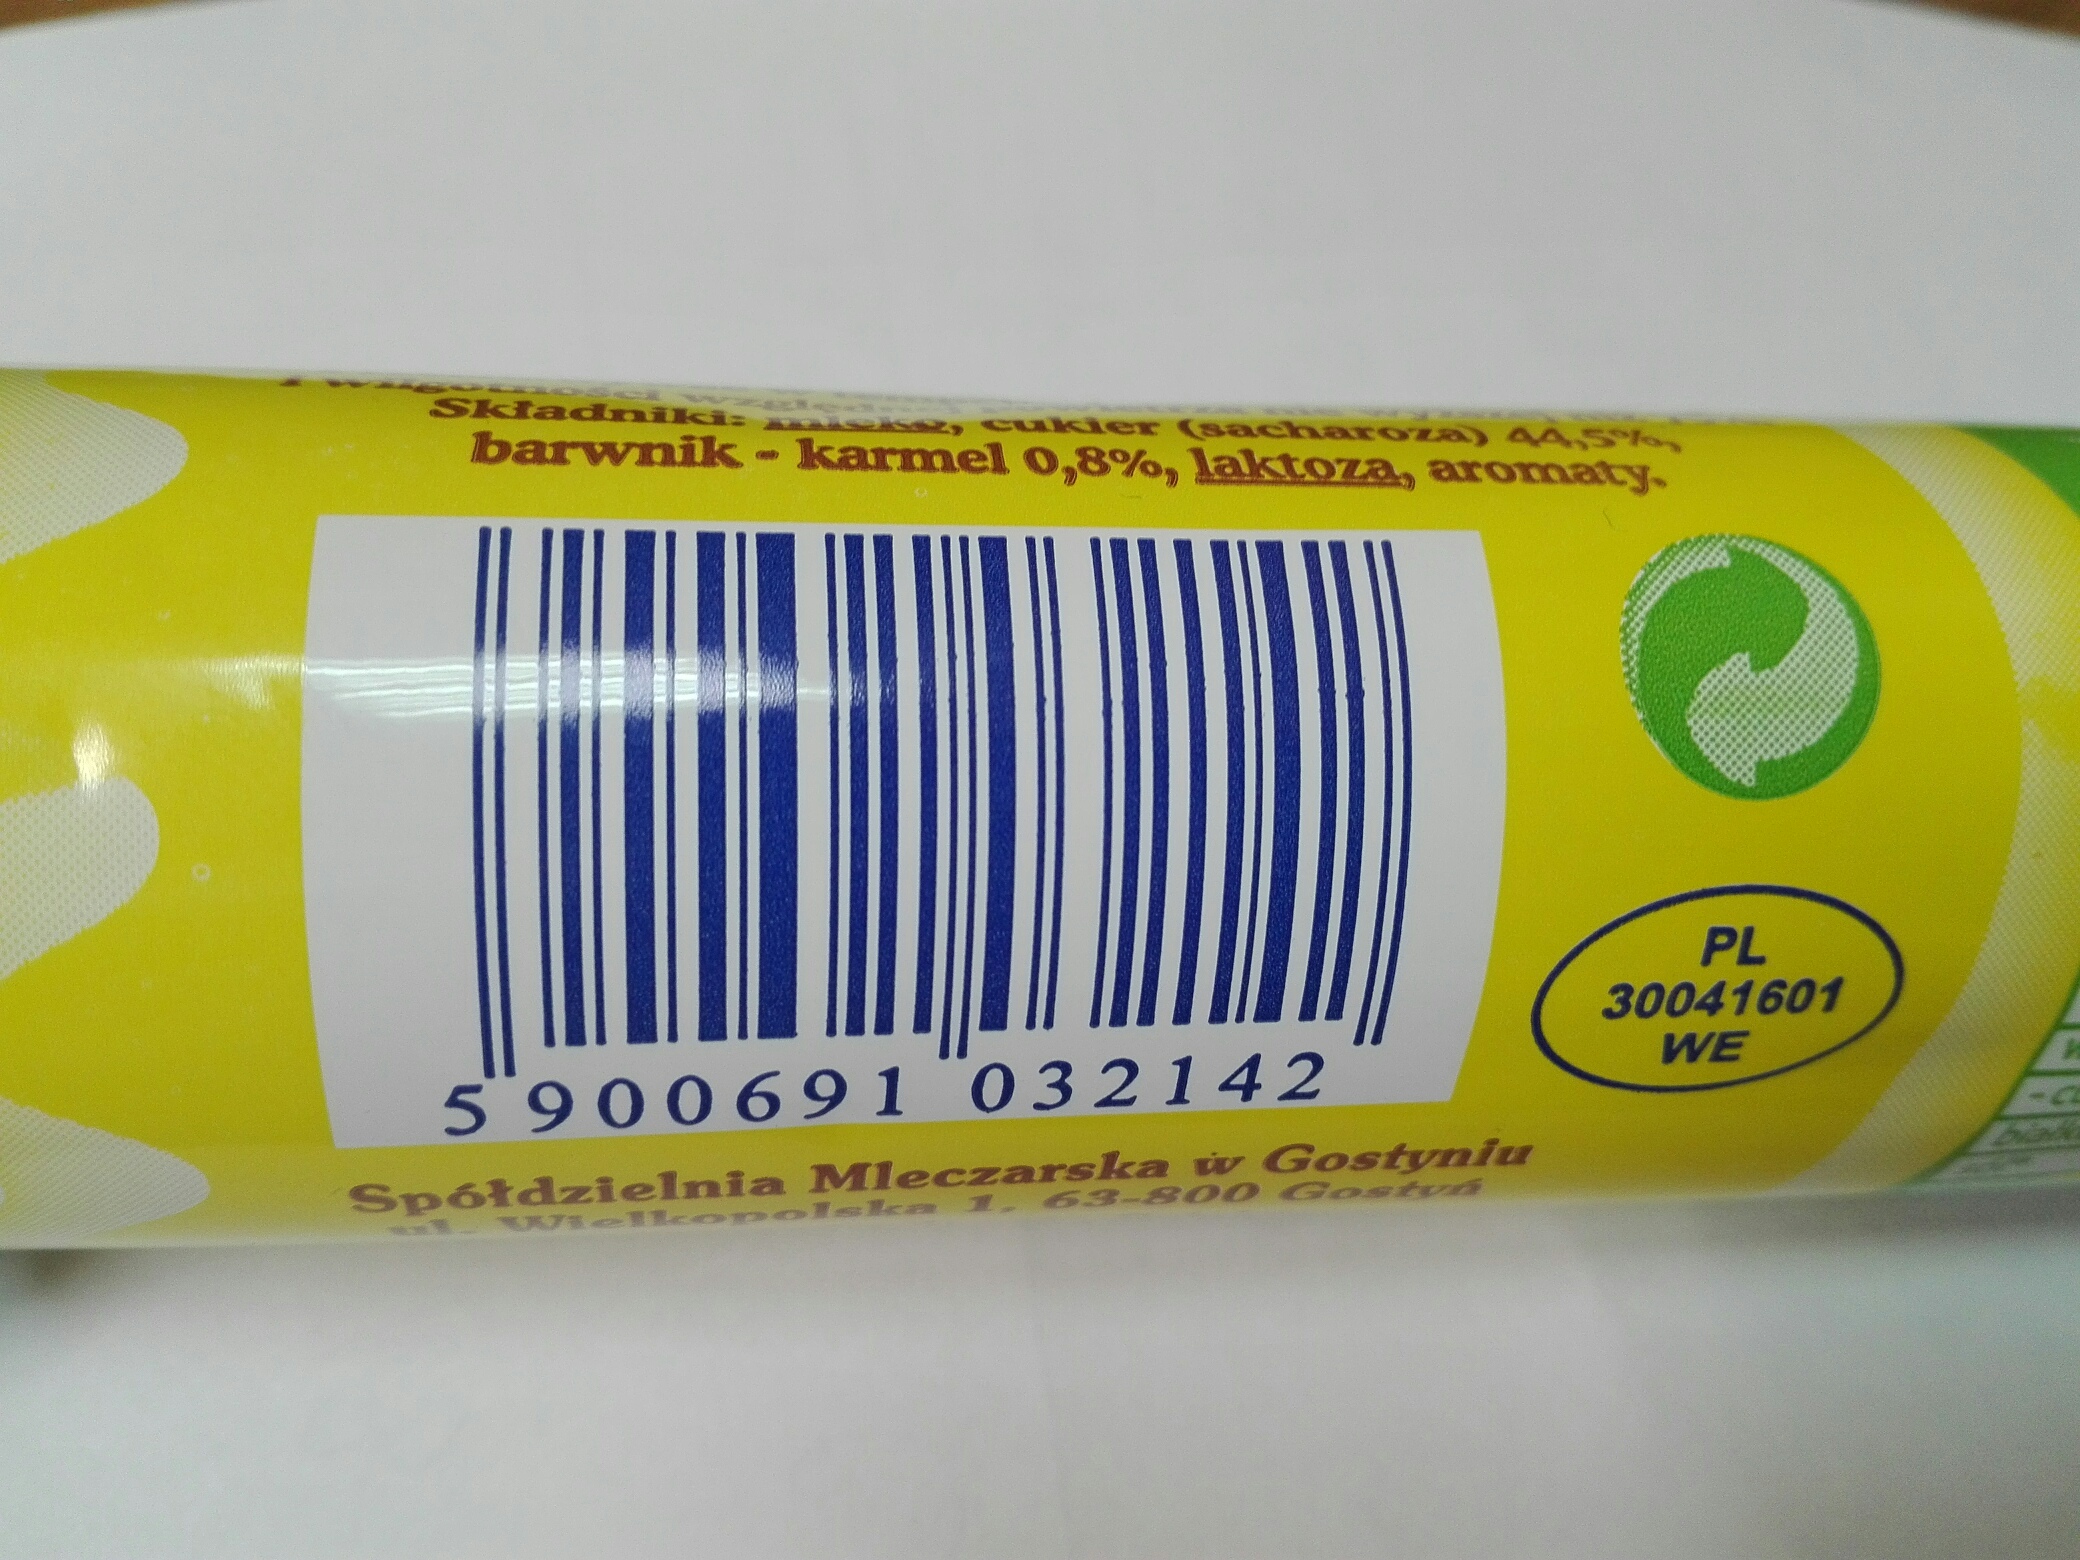 i wilgotności
Składniki: mleko, cukier (sacharoza) 44,5%,
barwnik - karmel 0,8%, laktoza, aromaty.
5 900691 032142
PL
30041601
WE
Spółdzielnia Mleczarska w Gostyniu
ul. Wielkopolska 1, 63-800 Gostyń